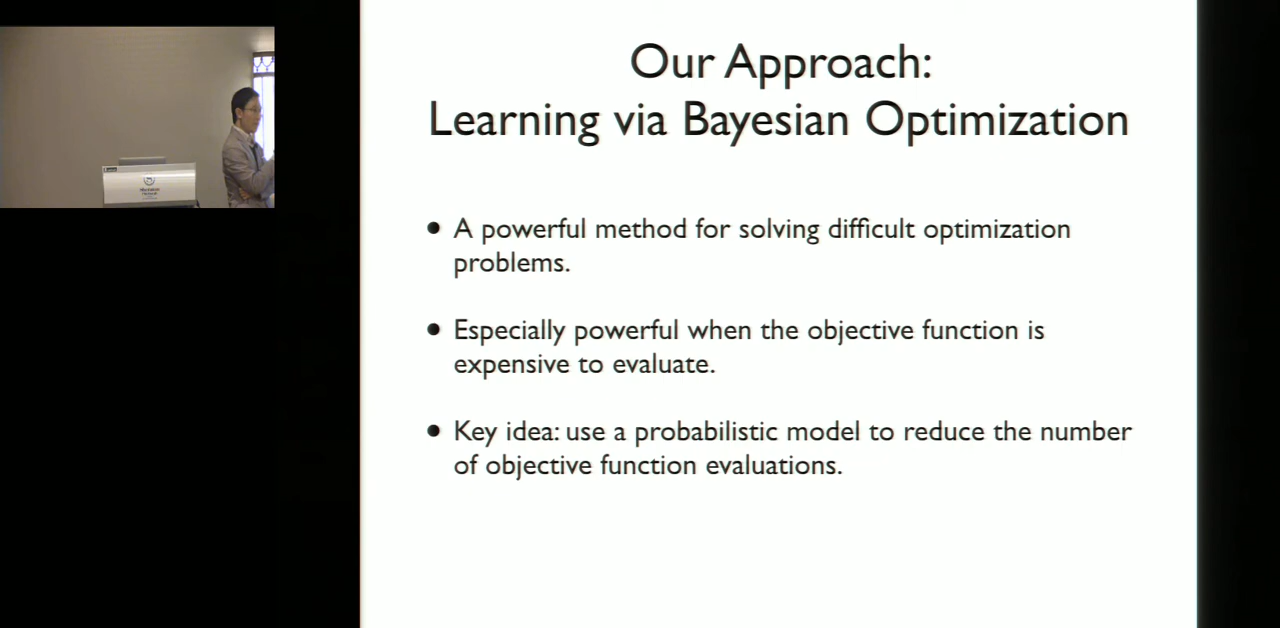 Our Approach:
Learning via Bayesian Optimization
• A powerful method for solving difficult optimization
problems.
• Especially powerful when the objective function is
expensive to evaluate.
• Key idea: use a probabilistic model to reduce the number
of objective function evaluations.